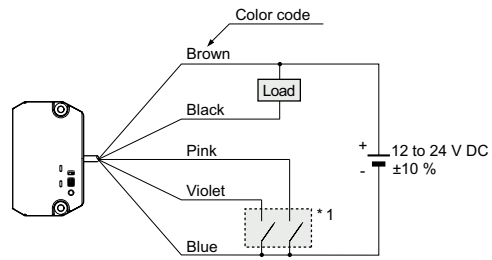 Color code
Brown
Load
Black
+ 12 to 24 V DC
- ±10 %
Pink
Violet
* 1
Blue